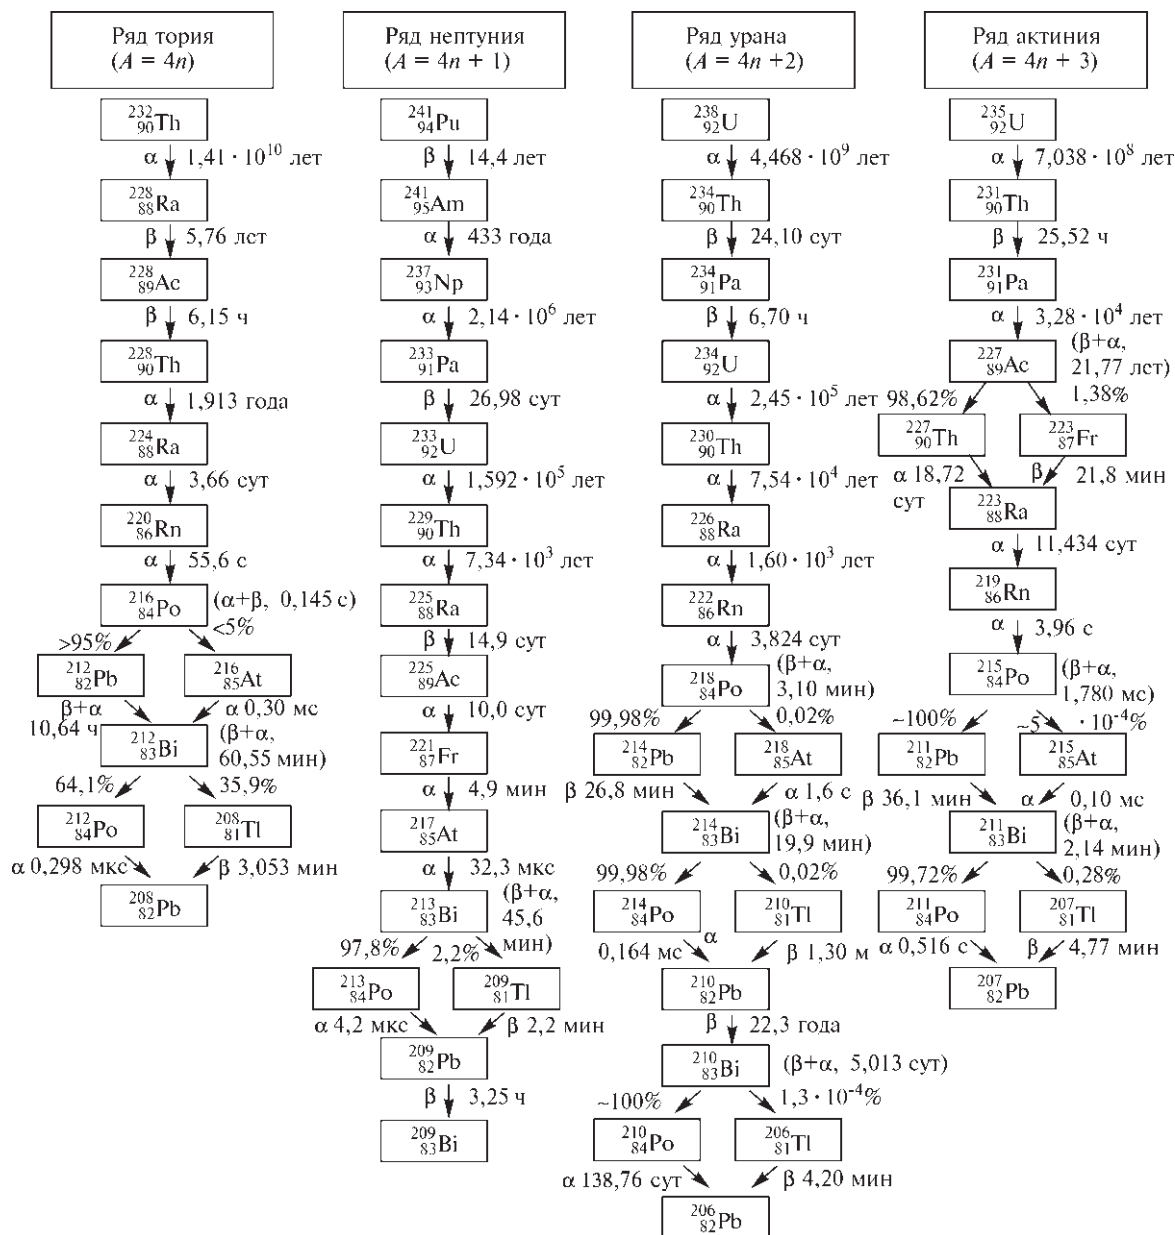 Ряд тория
(A = 4n)
²³²₉₀Th
α 1,41 · 10¹⁰ лет
²²⁸₈₈Ra
β 5,76 лет
²²⁸₈₉Ac
β 6,15 ч
²²⁸₉₀Th
α 1,913 года
²²⁴₈₈Ra
α 3,66 сут
²²⁰₈₆Rn
α 55,6 с
²¹⁶₈₄Po (α+β, 0,145 с)
>95% <5%
²¹²₈₂Pb ²¹⁶₈₅At
β+α α 0,30 мс
10,64 ч
²¹²₈₃Bi (β+α,
60,55 мин)
64,1% 35,9%
²¹²₈₄Po ²⁰⁸₈₁Tl
α 0,298 мкс β 3,053 мин
²⁰⁸₈₂Pb
Ряд нептуния
(A = 4n + 1)
²⁴¹₉₄Pu
β 14,4 лет
²⁴¹₉₅Am
α 433 года
²³⁷₉₃Np
α 2,14 · 10⁶ лет
²³³₉₁Pa
β 26,98 сут
²³³₉₂U
α 1,592 · 10⁵ лет
²²⁹₉₀Th
α 7,34 · 10³ лет
²²⁵₈₈Ra
β 14,9 сут
²²⁵₈₉Ac
α 10,0 сут
²²¹₈₇Fr
α 4,9 мин
²¹⁷₈₅At
α 32,3 мкс
²¹³₈₃Bi (β+α,
45,6
мин)
97,8% 2,2%
²¹³₈₄Po ²⁰⁹₈₁Tl
α 4,2 мкс β 2,2 мин
²⁰⁹₈₂Pb
β 3,25 ч
²⁰⁹₈₃Bi
Ряд урана
(A = 4n +2)
²³⁸₉₂U
α 4,468 · 10⁹ лет
²³⁴₉₀Th
β 24,10 сут
²³⁴₉₁Pa
β 6,70 ч
²³⁴₉₂U
α 2,45 · 10⁵ лет
²³⁰₉₀Th
α 7,54 · 10⁴ лет
²²⁶₈₈Ra
α 1,60 · 10³ лет
²²²₈₆Rn
α 3,824 сут
²¹⁸₈₄Po (β+α,
3,10 мин)
99,98% 0,02%
²¹⁴₈₂Pb ²¹⁸₈₅At
β 26,8 мин α 1,6 с
²¹⁴₈₃Bi (β+α,
19,9 мин)
99,98% 0,02%
²¹⁴₈₄Po ²¹⁰₈₁Tl
α
0,164 мс β 1,30 м
²¹⁰₈₂Pb
β 22,3 года
²¹⁰₈₃Bi (β+α, 5,013 сут)
~100% 1,3 · 10⁻⁴%
²¹⁰₈₄Po ²⁰⁶₈₁Tl
α 138,76 сут β 4,20 мин
²⁰⁶₈₂Pb
Ряд актиния
(A = 4n + 3)
²³⁵₉₂U
α 7,038 · 10⁸ лет
²³¹₉₀Th
β 25,52 ч
²³¹₉₁Pa
α 3,28 · 10⁴ лет
²²⁷₈₉Ac (β+α,
21,77 лет)
98,62% 1,38%
²²⁷₉₀Th ²²³₈₇Fr
α 18,72 β 21,8 мин
сут
²²³₈₈Ra
α 11,434 сут
²¹⁹₈₆Rn
α 3,96 с
²¹⁵₈₄Po (β+α,
1,780 мс)
~100% ~5 · 10⁻⁴%
²¹¹₈₂Pb ²¹⁵₈₅At
β 36,1 мин α 0,10 мс
²¹¹₈₃Bi (β+α,
2,14 мин)
99,72% 0,28%
²¹¹₈₄Po ²⁰⁷₈₁Tl
α 0,516 с β 4,77 мин
²⁰⁷₈₂Pb